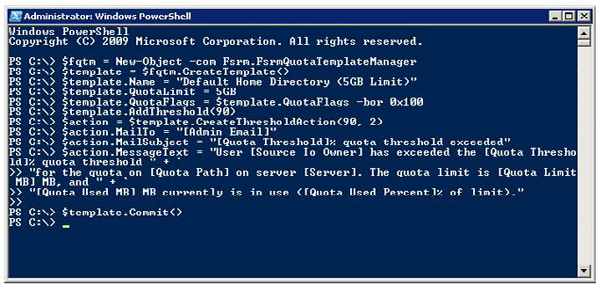 Administrator: Windows PowerShell
Windows PowerShell
Copyright (C) 2009 Microsoft Corporation. All rights reserved.
PS C:\> $fqtm = New-Object -com Fsrm.FsrmQuotaTemplateManager
PS C:\> $template = $fqtm.CreateTemplate()
PS C:\> $template.Name = "Default Home Directory (5GB Limit)"
PS C:\> $template.QuotaLimit = 5GB
PS C:\> $template.QuotaFlags = $template.QuotaFlags -bor 0x100
PS C:\> $template.AddThreshold(90)
PS C:\> $action = $template.CreateThresholdAction(90, 2)
PS C:\> $action.MailTo = "[Admin Email]"
PS C:\> $action.MailSubject = "[Quota Threshold]% quota threshold exceeded"
PS C:\> $action.MessageText = "User [Source Io Owner] has exceeded the [Quota Thresho
ld]% quota threshold " +
>> "for the quota on [Quota Path] on server [Server]. The quota limit is [Quota Limit
 MB] MB, and " +
>> "[Quota Used MB] MB currently is in use ([Quota Used Percent]% of limit)."
>>
PS C:\> $template.Commit()
PS C:\> _